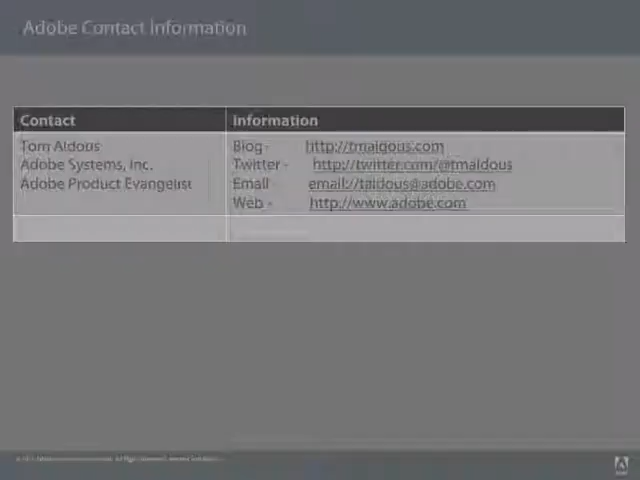 Adobe Contact Information
Contact
Information
Tom Aldous
Adobe Systems, Inc.
Adobe Product Evangelist
Blog - http://tmaldous.com
Twitter - http://twitter.com/@tmaldous
Email email://taldous@adobe.com
Web - http://www.adobe.com